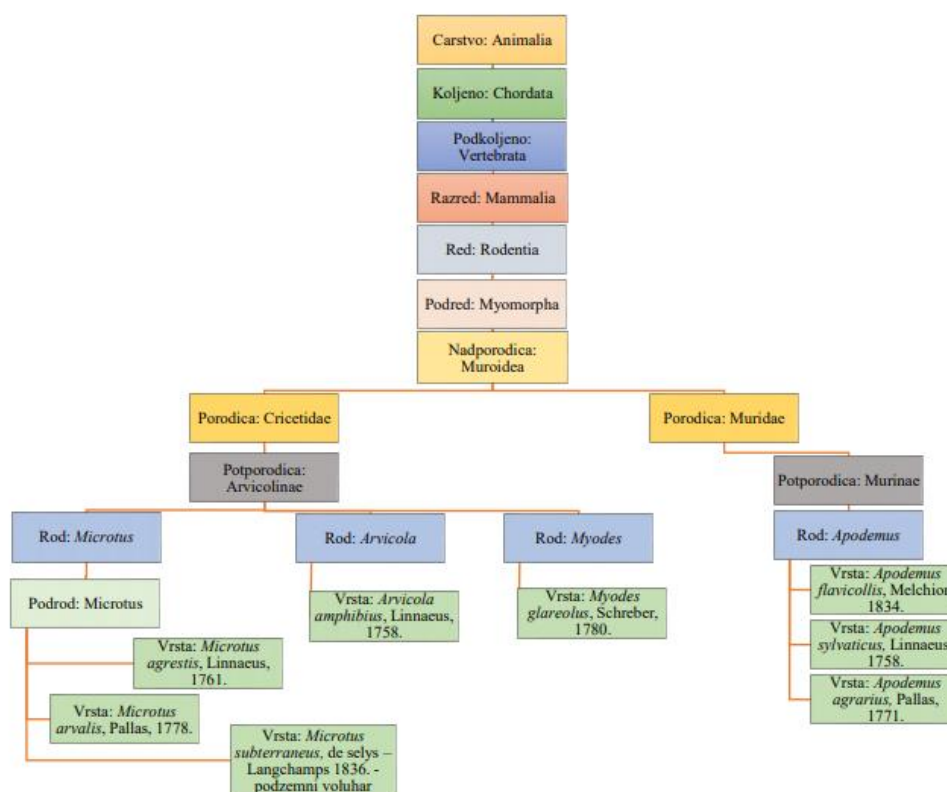 Carstvo: Animalia
Koljeno: Chordata
Podkoljeno:
Vertebrata
Razred: Mammalia
Red: Rodentia
Podred: Myomorpha
Nadporodica:
Muroidea
Porodica: Cricetidae
Porodica: Muridae
Potporodica:
Arvicolinae
Potporodica: Murinae
Rod: Microtus
Rod: Arvicola
Rod: Myodes
Rod: Apodemus
Podrod: Microtus
Vrsta: Microtus
agrestis, Linnaeus,
1761.
Vrsta: Microtus
arvalis, Pallas, 1778.
Vrsta: Microtus
subterraneus, de selys –
Langchamps 1836. -
podzemni voluhar
Vrsta: Arvicola
amphibius, Linnaeus,
1758.
Vrsta: Myodes
glareolus, Schreber,
1780.
Vrsta: Apodemus
flavicollis, Melchior
1834.
Vrsta: Apodemus
sylvaticus, Linnaeus
1758.
Vrsta: Apodemus
agrarius, Pallas,
1771.